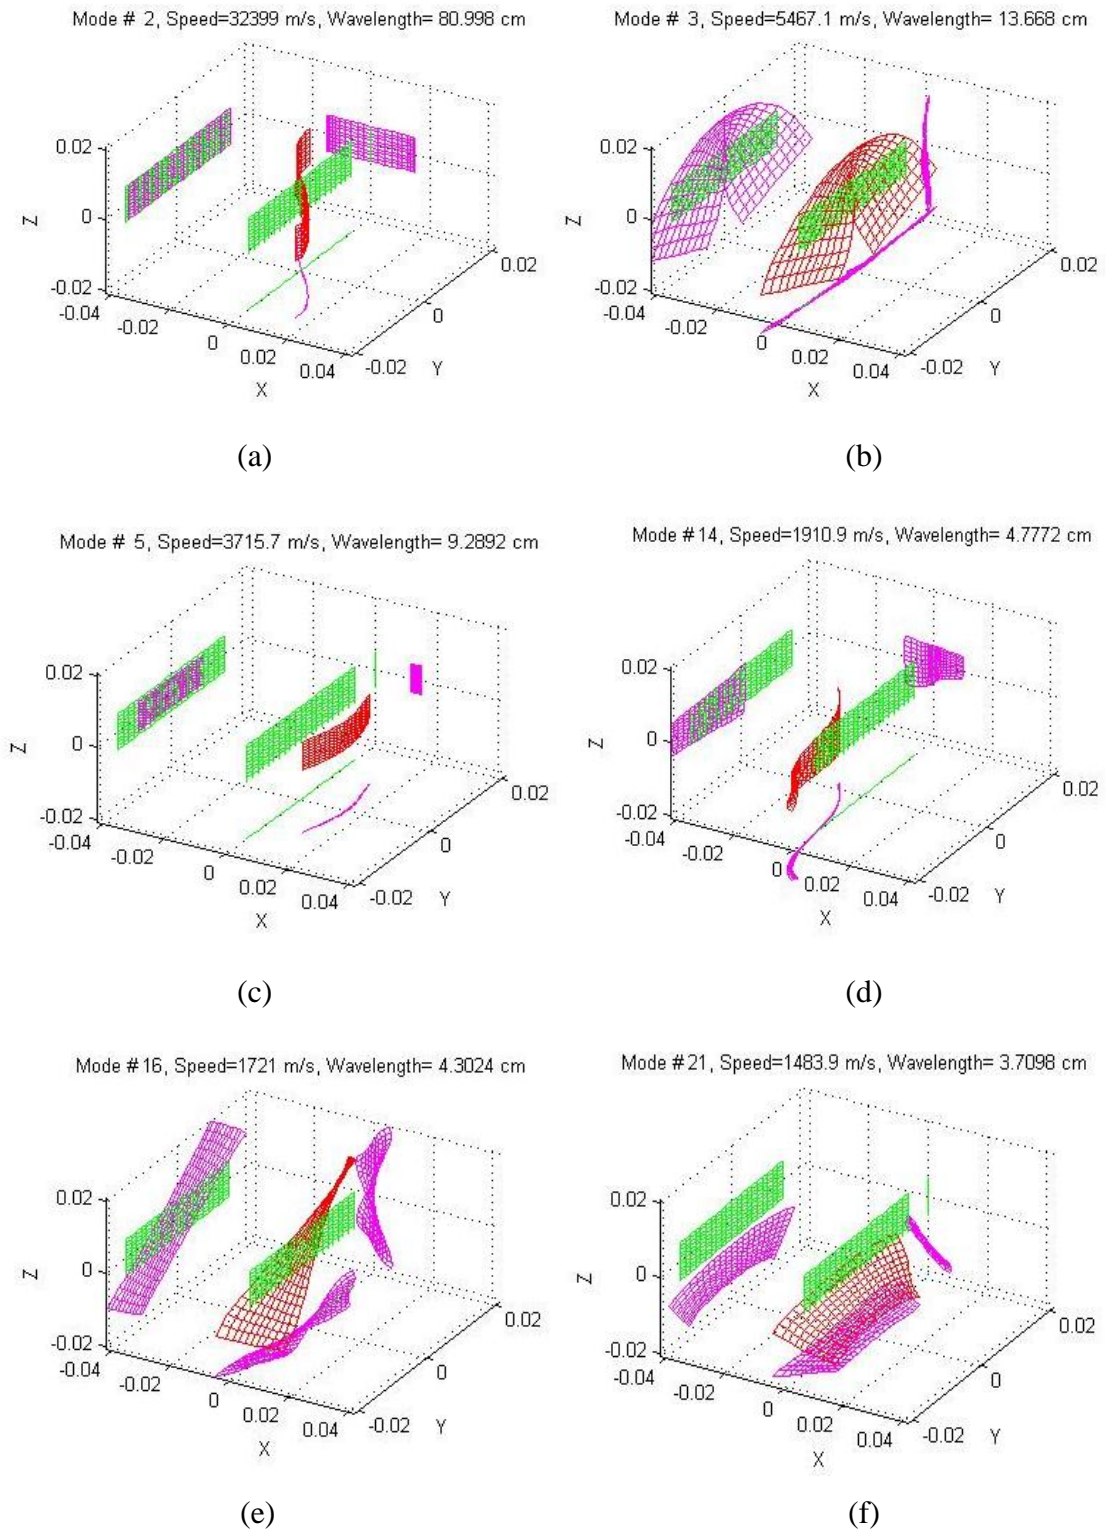 Mode # 2, Speed=32399 m/s, Wavelength= 80.998 cm
Mode # 3, Speed=5467.1 m/s, Wavelength= 13.668 cm
0.02
0
-0.02
Z
-0.04
-0.02
0
0.02
0.04
X
-0.02
0
0.02
Y
0.02
0
-0.02
Z
-0.04
-0.02
0
0.02
0.04
X
-0.02
0
0.02
Y
(a)
(b)
Mode # 5, Speed=3715.7 m/s, Wavelength= 9.2892 cm
Mode #14, Speed=1910.9 m/s, Wavelength= 4.7772 cm
0.02
0
-0.02
Z
-0.04
-0.02
0
0.02
0.04
X
-0.02
0
0.02
Y
0.02
0
-0.02
Z
-0.04
-0.02
0
0.02
0.04
X
-0.02
0
0.02
Y
(c)
(d)
Mode #16, Speed=1721 m/s, Wavelength= 4.3024 cm
Mode #21, Speed=1483.9 m/s, Wavelength= 3.7098 cm
0.02
0
-0.02
Z
-0.04
-0.02
0
0.02
0.04
X
-0.02
0
0.02
Y
0.02
0
-0.02
Z
-0.04
-0.02
0
0.02
0.04
X
-0.02
0
0.02
Y
(e)
(f)